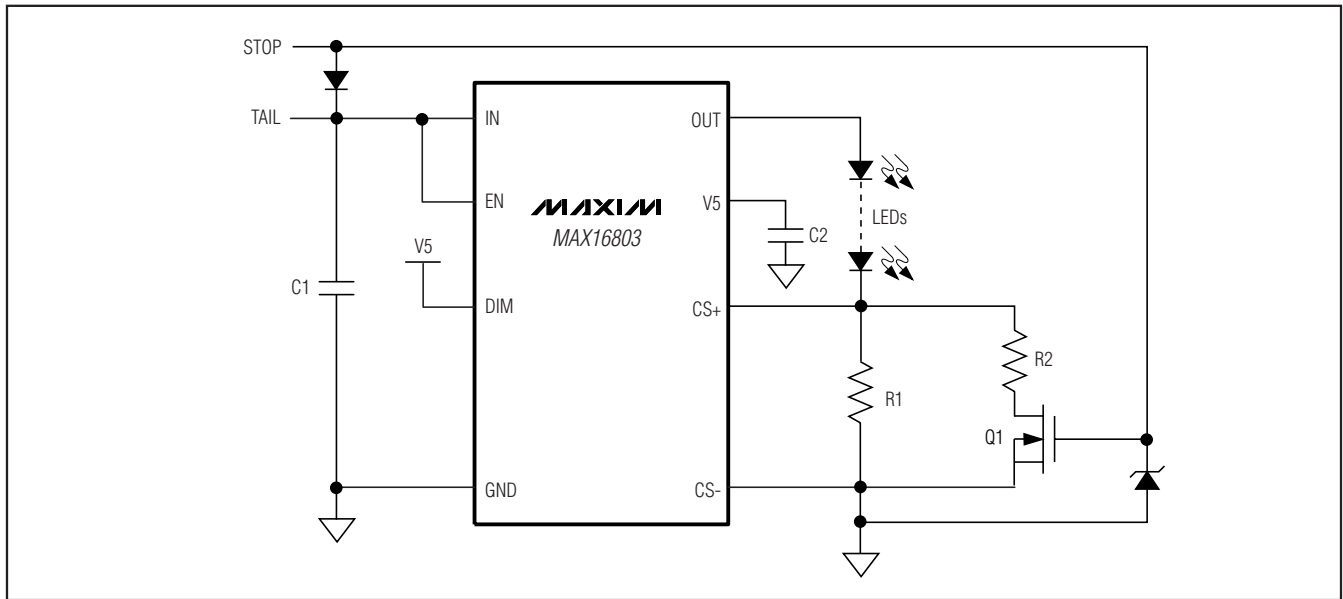 STOP
TAIL
IN
OUT
EN
V5
MAXIM
MAX16803
LEDs
V5
C2
C1
DIM
CS+
R2
R1
Q1
GND
CS-